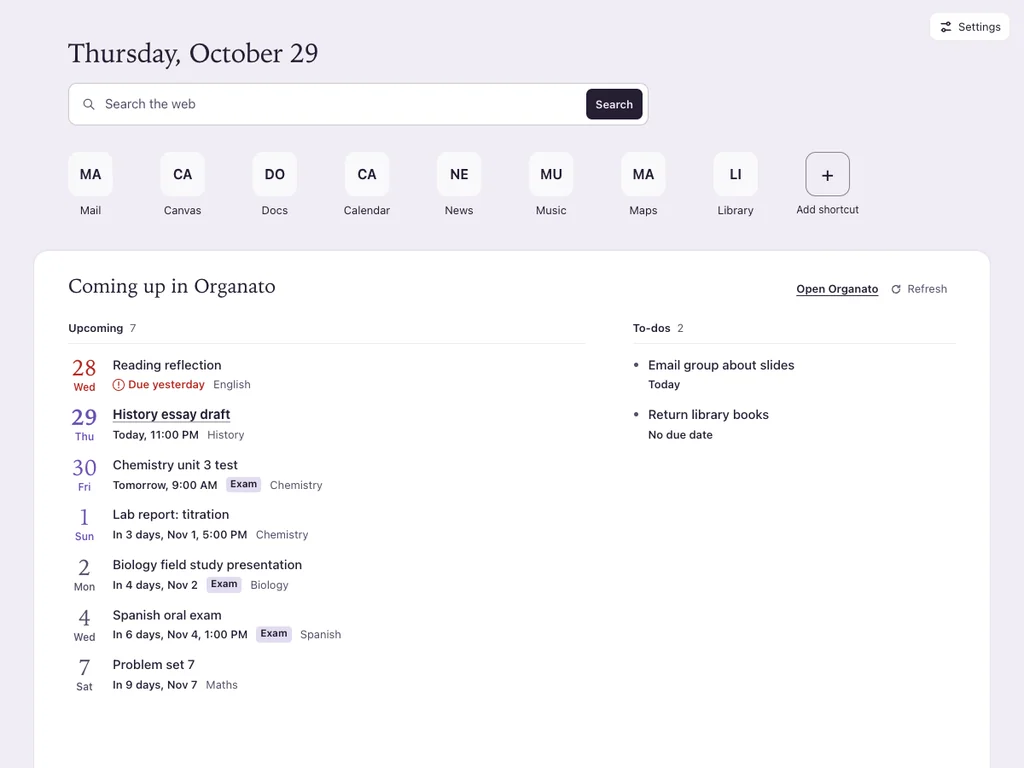 Settings
Thursday, October 29
Search the web
Search
MA
CA
DO
CA
NE
MU
MA
LI
+
Mail
Canvas
Docs
Calendar
News
Music
Maps
Library
Add shortcut
Coming up in Organato
Open Organato
Refresh
Upcoming 7
28 Reading reflection
Wed Due yesterday English
29 History essay draft
Thu Today, 11:00 PM History
30 Chemistry unit 3 test
Fri Tomorrow, 9:00 AM Exam Chemistry
1 Lab report: titration
Sun In 3 days, Nov 1, 5:00 PM Chemistry
2 Biology field study presentation
Mon In 4 days, Nov 2 Exam Biology
4 Spanish oral exam
Wed In 6 days, Nov 4, 1:00 PM Exam Spanish
7 Problem set 7
Sat In 9 days, Nov 7 Maths
To-dos 2
• Email group about slides
Today
• Return library books
No due date